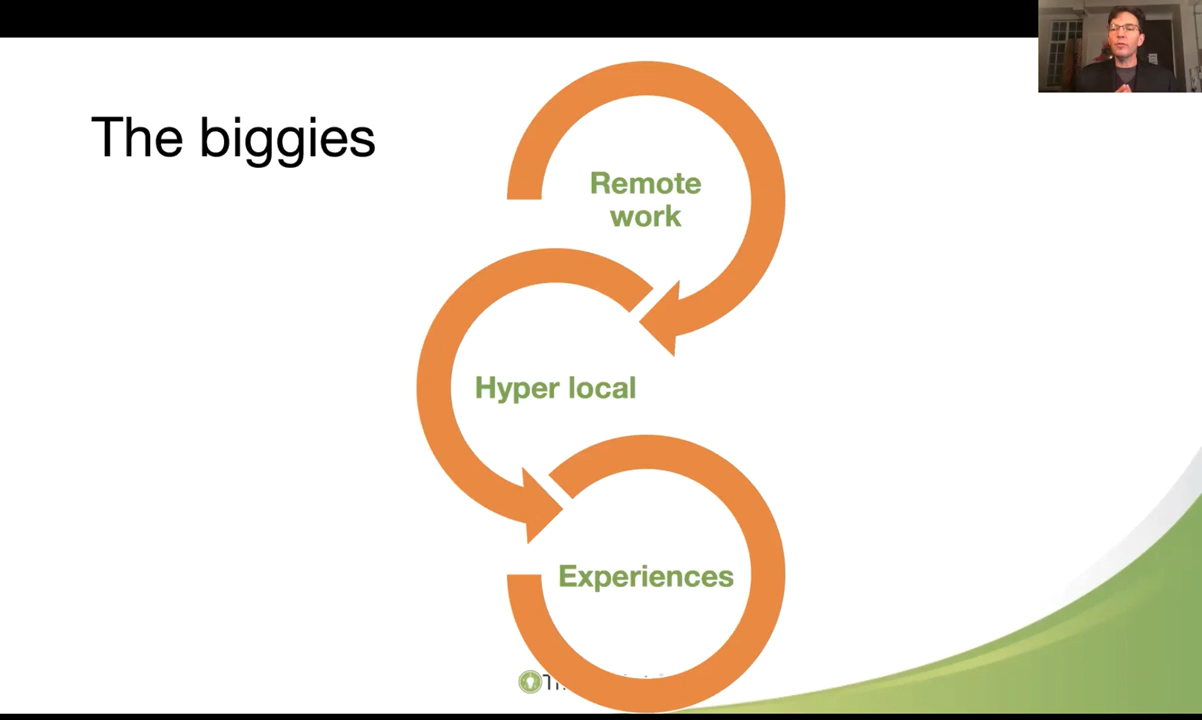 The biggies
Remote
work
Hyper local
Experiences